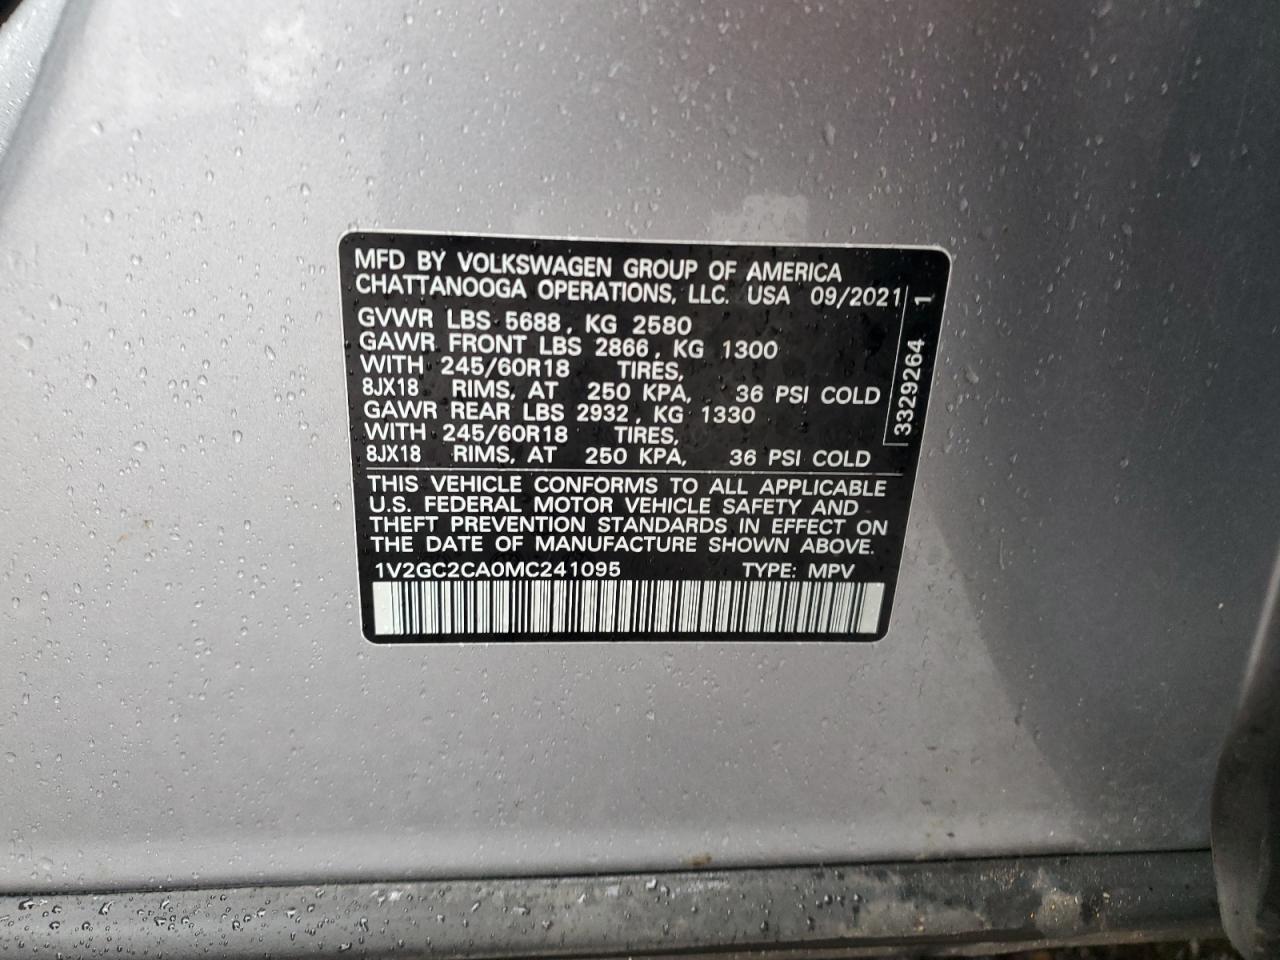 MFD BY VOLKSWAGEN GROUP OF AMERICA
CHATTANOOGA OPERATIONS, LLC. USA 09/2021
GVWR LBS 5688, KG 2580
GAWR FRONT LBS 2866, KG 1300
WITH 245/60R18 TIRES,
8JX18 RIMS, AT 250 KPA, 36 PSI COLD
GAWR REAR LBS 2932, KG 1330
WITH 245/60R18 TIRES,
8JX18 RIMS, AT 250 KPA, 36 PSI COLD
3329264 1
THIS VEHICLE CONFORMS TO ALL APPLICABLE
U.S. FEDERAL MOTOR VEHICLE SAFETY AND
THEFT PREVENTION STANDARDS IN EFFECT ON
THE DATE OF MANUFACTURE SHOWN ABOVE.
1V2GC2CA0MC241095 TYPE: MPV